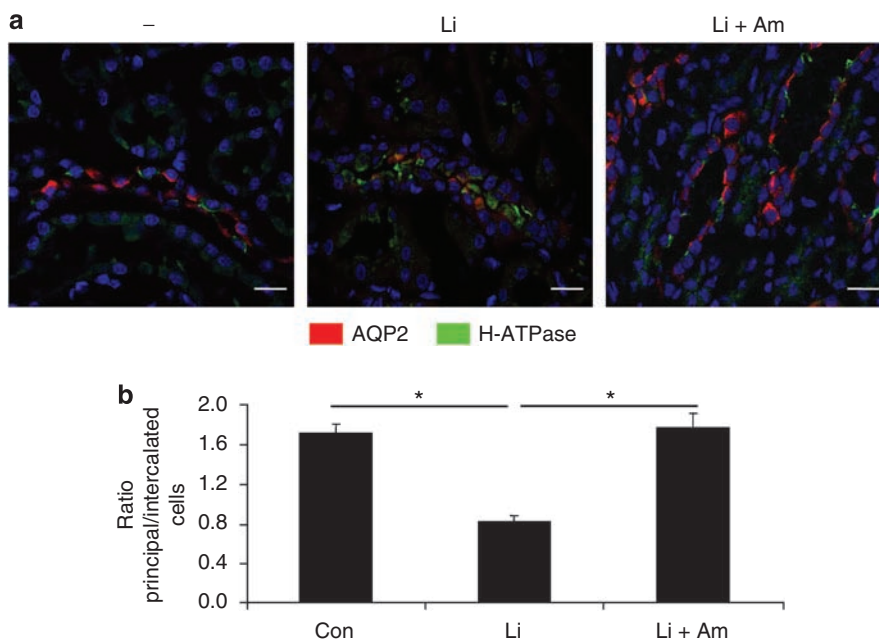 a
– Li Li + Am
AQP2 H-ATPase
b
Ratio
principal/intercalated
cells
2.0
1.6
1.2
0.8
0.4
0.0
* *
Con Li Li + Am